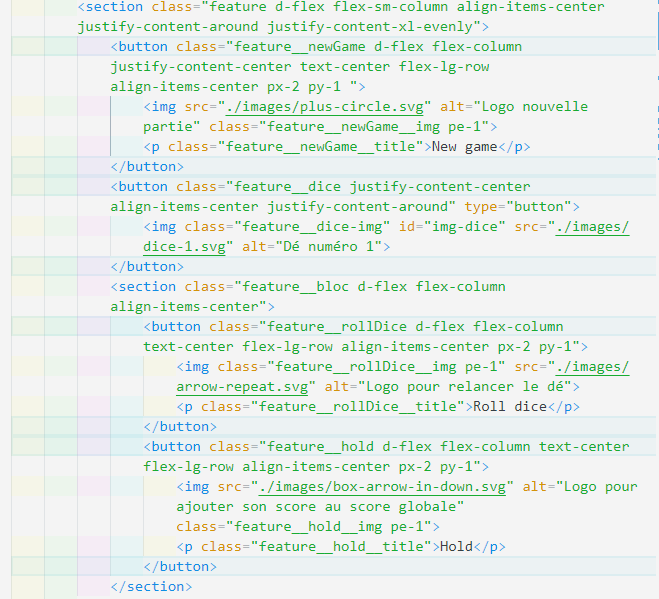 <section class="feature d-flex flex-sm-column align-items-center
justify-content-around justify-content-xl-evenly">
<button class="feature__newGame d-flex flex-column
justify-content-center text-center flex-lg-row
align-items-center px-2 py-1 ">
<img src="./images/plus-circle.svg" alt="Logo nouvelle
partie" class="feature__newGame__img pe-1">
<p class="feature__newGame__title">New game</p>
</button>
<button class="feature__dice justify-content-center
align-items-center justify-content-around" type="button">
<img class="feature__dice-img" id="img-dice" src="./images/
dice-1.svg" alt="Dé numéro 1">
</button>
<section class="feature__bloc d-flex flex-column
align-items-center">
<button class="feature__rollDice d-flex flex-column
text-center flex-lg-row align-items-center px-2 py-1">
<img class="feature__rollDice__img pe-1" src="./images/
arrow-repeat.svg" alt="Logo pour relancer le dé">
<p class="feature__rollDice__title">Roll dice</p>
</button>
<button class="feature__hold d-flex flex-column text-center
flex-lg-row align-items-center px-2 py-1">
<img src="./images/box-arrow-in-down.svg" alt="Logo pour
ajouter son score au score globale"
class="feature__hold__img pe-1">
<p class="feature__hold__title">Hold</p>
</button>
</section>